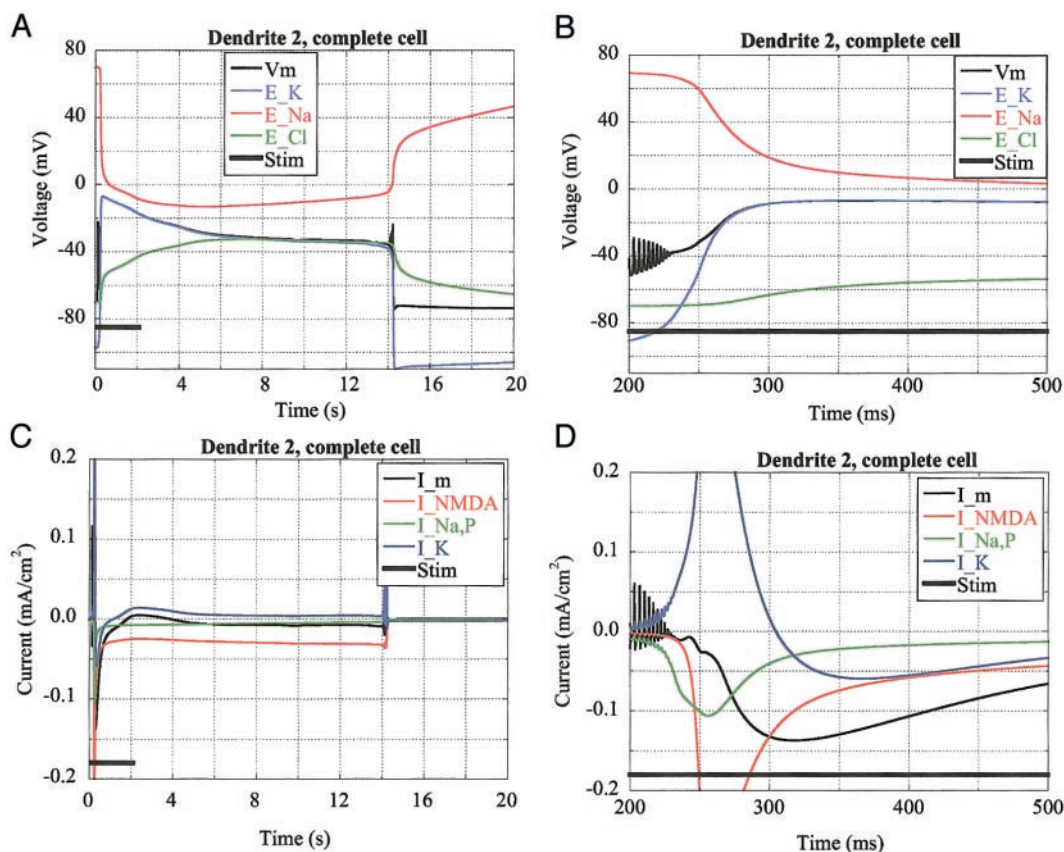 A
Dendrite 2, complete cell
80
40
0
-40
-80
Voltage (mV)
Vm
E_K
E_Na
E_Cl
Stim
0
4
8
12
16
20
Time (s)
B
Dendrite 2, complete cell
80
40
0
-40
-80
Voltage (mV)
Vm
E_K
E_Na
E_Cl
Stim
200
300
400
500
Time (ms)
C
Dendrite 2, complete cell
0.2
0.1
0.0
-0.1
-0.2
Current (mA/cm²)
I_m
I_NMDA
I_Na,P
I_K
Stim
0
4
8
12
16
20
Time (s)
D
Dendrite 2, complete cell
0.2
0.1
0.0
-0.1
-0.2
Current (mA/cm²)
I_m
I_NMDA
I_Na,P
I_K
Stim
200
300
400
500
Time (ms)